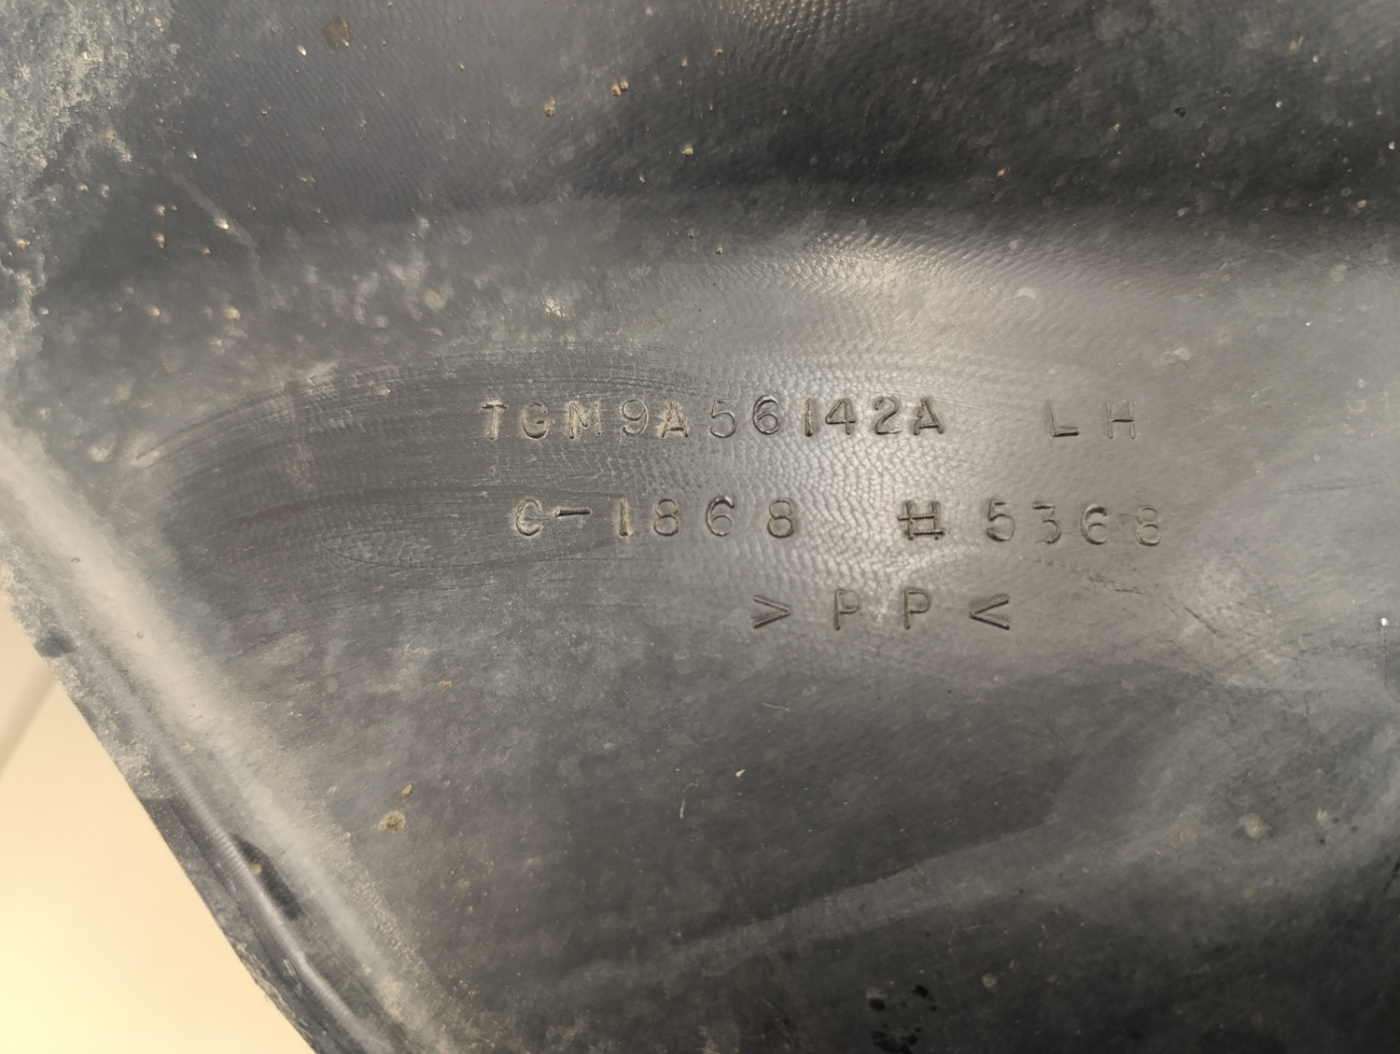 TGM9A56142A LH
C-1868 # 5368
>PP<